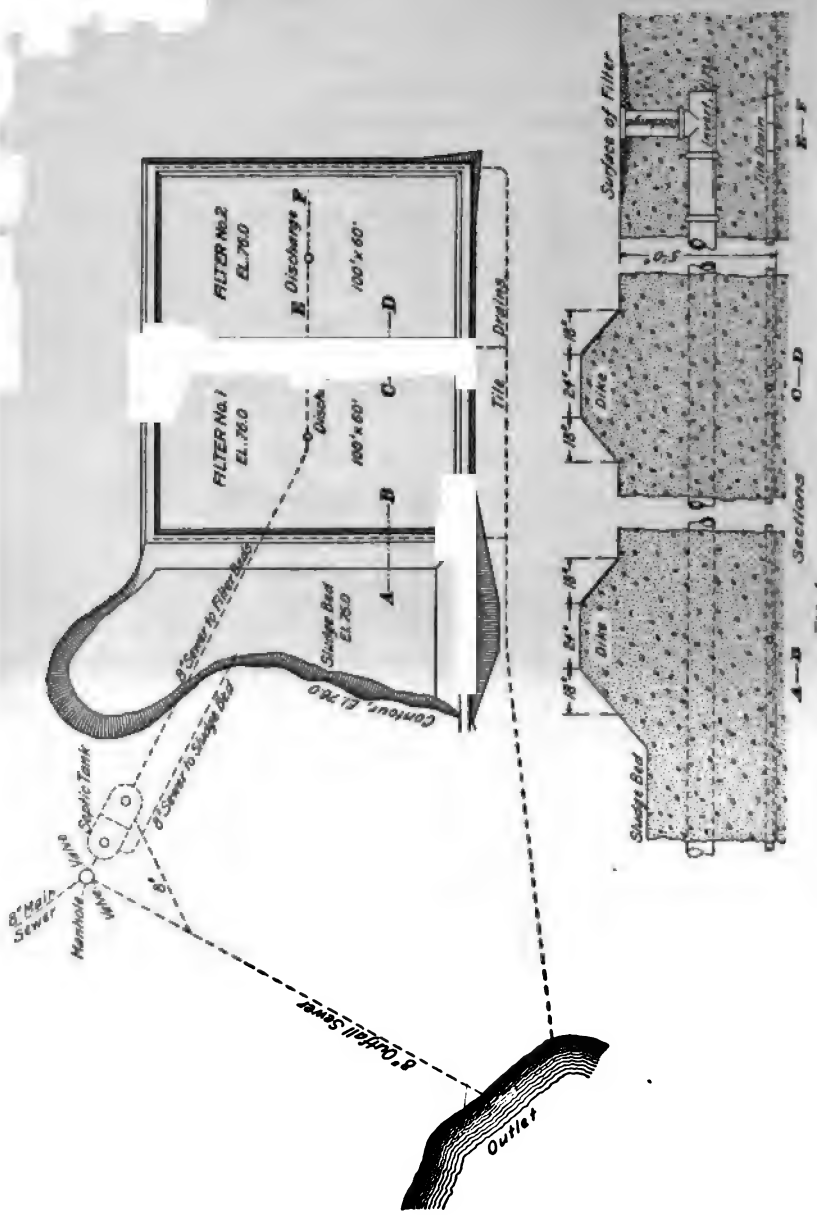 8" Main
Sewer
Manhole
Valve
Valve
Septic Tank
8"
8" Sewer to Filter Beds
8" Sewer to Sludge Bed
8" Outfall Sewer
Outlet
Contour, El. 76.0
Sludge Bed
El. 75.0
FILTER No. 1
EL. 76.0
Disch.
100' x 60'
FILTER No. 2
EL. 76.0
E Discharge F
100' x 60'
A B
C D
Tile Drains
Sludge Bed
18" 24" 18"
Dike
18" 24" 18"
Dike
5'0"
Surface of Filter
Discharge
Invert
Tile Drain
A—B
Sections
C—D
E—F